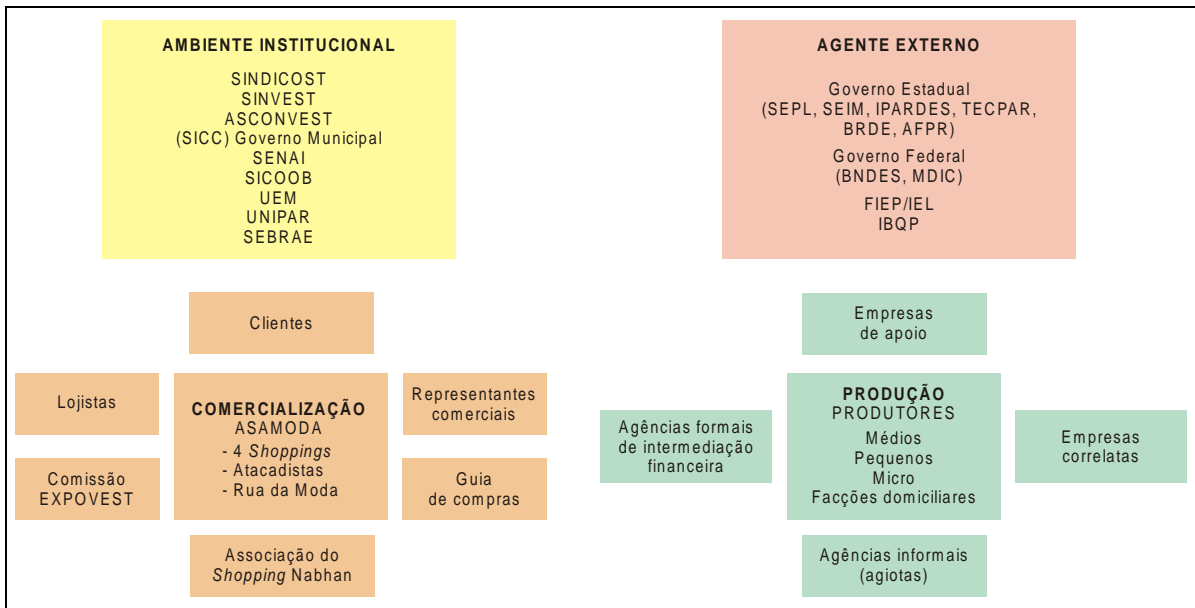 AMBIENTE INSTITUCIONAL
SINDICOST
SINVEST
ASCONVEST
(SICC) Governo Municipal
SENAI
SICOOB
UEM
UNIPAR
SEBRAE
AGENTE EXTERNO
Governo Estadual
(SEPL, SEIM, IPARDES, TECPAR,
BRDE, AFPR)
Governo Federal
(BNDES, MDIC)
FIEP/IEL
IBQP
Clientes
Lojistas
COMERCIALIZAÇÃO
ASAMODA
- 4 Shoppings
- Atacadistas
- Rua da Moda
Representantes
comerciais
Comissão
EXPOVEST
Guia
de compras
Associação do
Shopping Nabhan
Empresas
de apoio
Agências formais
de intermediação
financeira
PRODUÇÃO
PRODUTORES
Médios
Pequenos
Micro
Facções domiciliares
Empresas
correlatas
Agências informais
(agiotas)